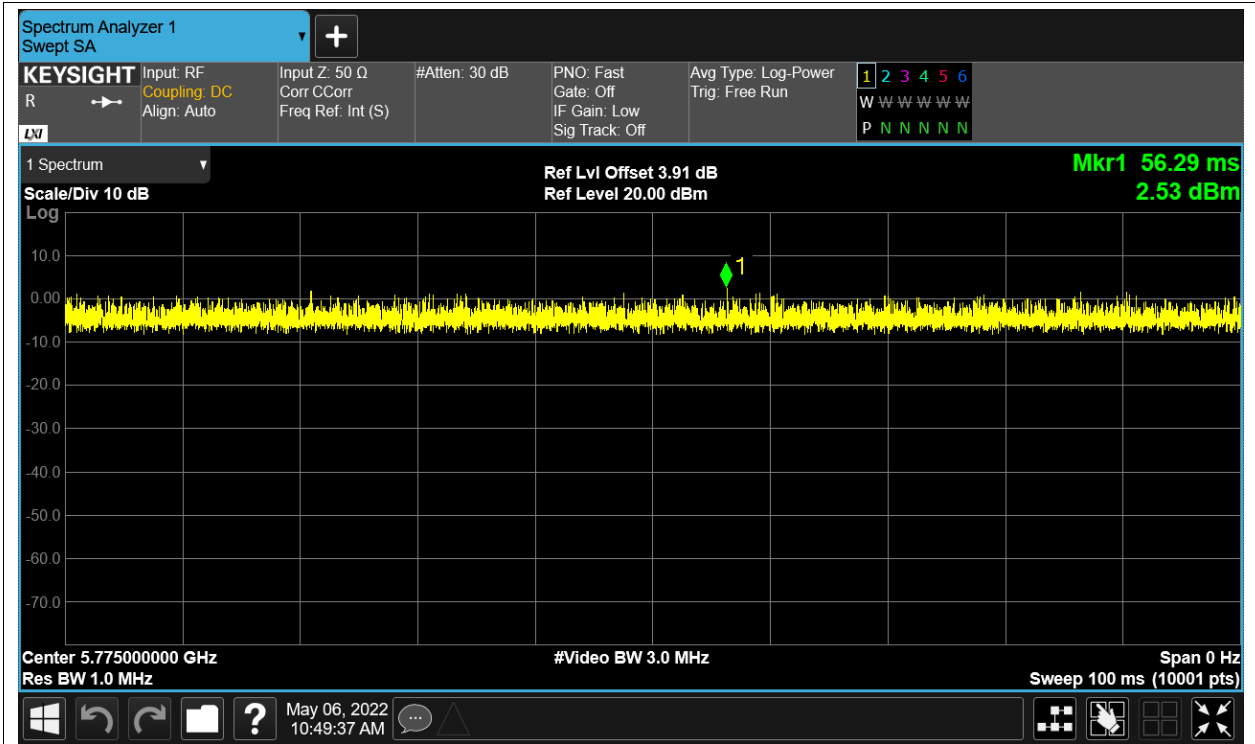 Spectrum Analyzer 1
Swept SA
KEYSIGHT
R
LXI
Input: RF
Coupling: DC
Align: Auto
Input Z: 50 Ω
Corr CCorr
Freq Ref: Int (S)
#Atten: 30 dB
PNO: Fast
Gate: Off
IF Gain: Low
Sig Track: Off
Avg Type: Log-Power
Trig: Free Run
1 2 3 4 5 6
W W W W W W
P N N N N N
1 Spectrum
Scale/Div 10 dB
Log
Ref Lvl Offset 3.91 dB
Ref Level 20.00 dBm
Mkr1 56.29 ms
2.53 dBm
1
10.0
0.00
-10.0
-20.0
-30.0
-40.0
-50.0
-60.0
-70.0
Center 5.775000000 GHz
Res BW 1.0 MHz
#Video BW 3.0 MHz
Span 0 Hz
Sweep 100 ms (10001 pts)
?
May 06, 2022
10:49:37 AM